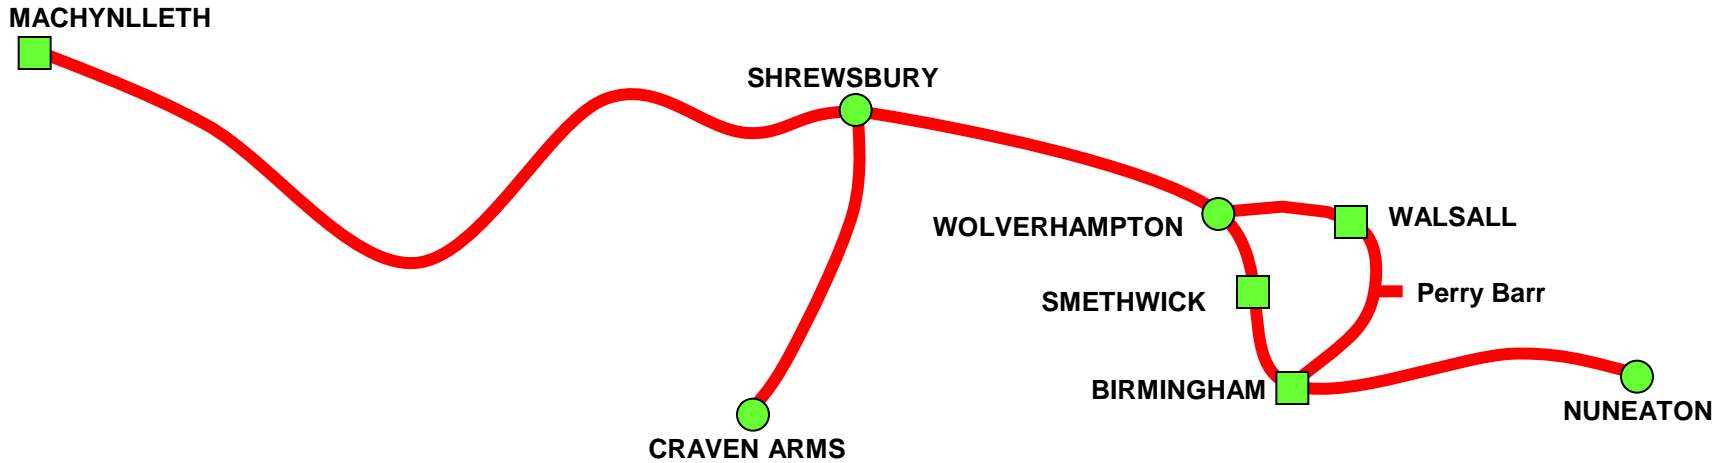 MACHYNLLETH
SHREWSBURY
WOLVERHAMPTON
WALSALL
SMETHWICK
Perry Barr
BIRMINGHAM
NUNEATON
CRAVEN ARMS